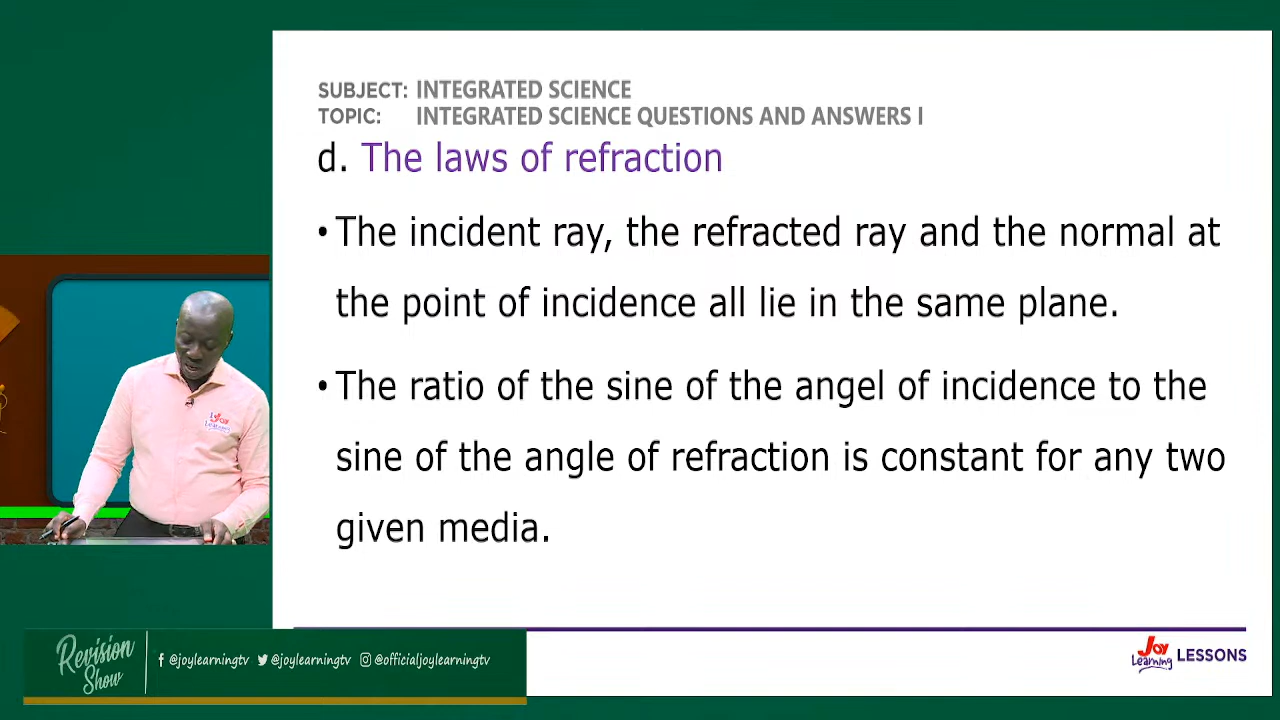 SUBJECT: INTEGRATED SCIENCE
TOPIC: INTEGRATED SCIENCE QUESTIONS AND ANSWERS I
d. The laws of refraction
• The incident ray, the refracted ray and the normal at
the point of incidence all lie in the same plane.
• The ratio of the sine of the angel of incidence to the
sine of the angle of refraction is constant for any two
given media.
Joy
Learning
Revision
Show
@joylearningtv @joylearningtv @officialjoylearningtv
Joy
Learning LESSONS